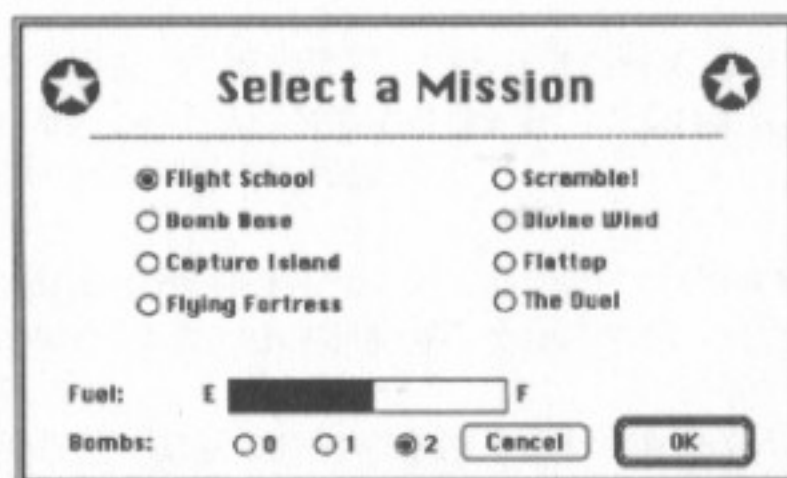 Select a Mission
Flight School
Scramble!
Bomb Base
Divine Wind
Capture Island
Flattop
Flying Fortress
The Duel
Fuel: E F
Bombs: 0 1 2 Cancel OK